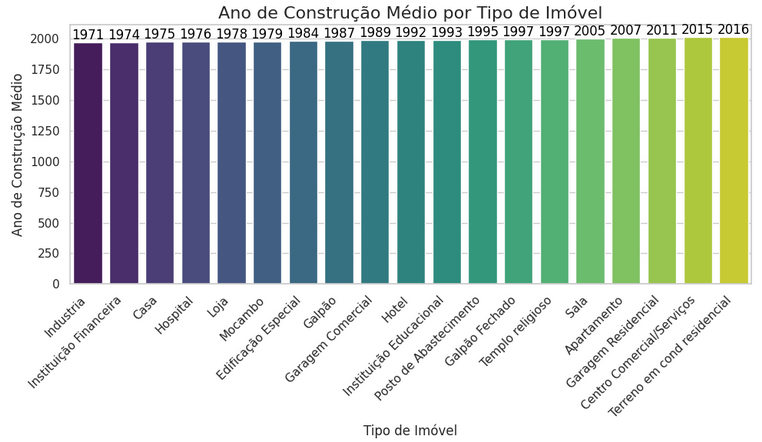 Ano de Construção Médio por Tipo de Imóvel
1971 1974 1975 1976 1978 1979 1984 1987 1989 1992 1993 1995 1997 1997 2005 2007 2011 2015 2016
2000
1750
1500
1250
1000
750
500
250
0
Ano de Construção Médio
Industria
Instituição Financeira
Casa
Hospital
Loja
Mocambo
Edificação Especial
Galpão
Garagem Comercial
Hotel
Instituição Educacional
Posto de Abastecimento
Galpão Fechado
Templo religioso
Sala
Apartamento
Garagem Residencial
Centro Comercial/Serviços
Terreno em cond residencial
Tipo de Imóvel